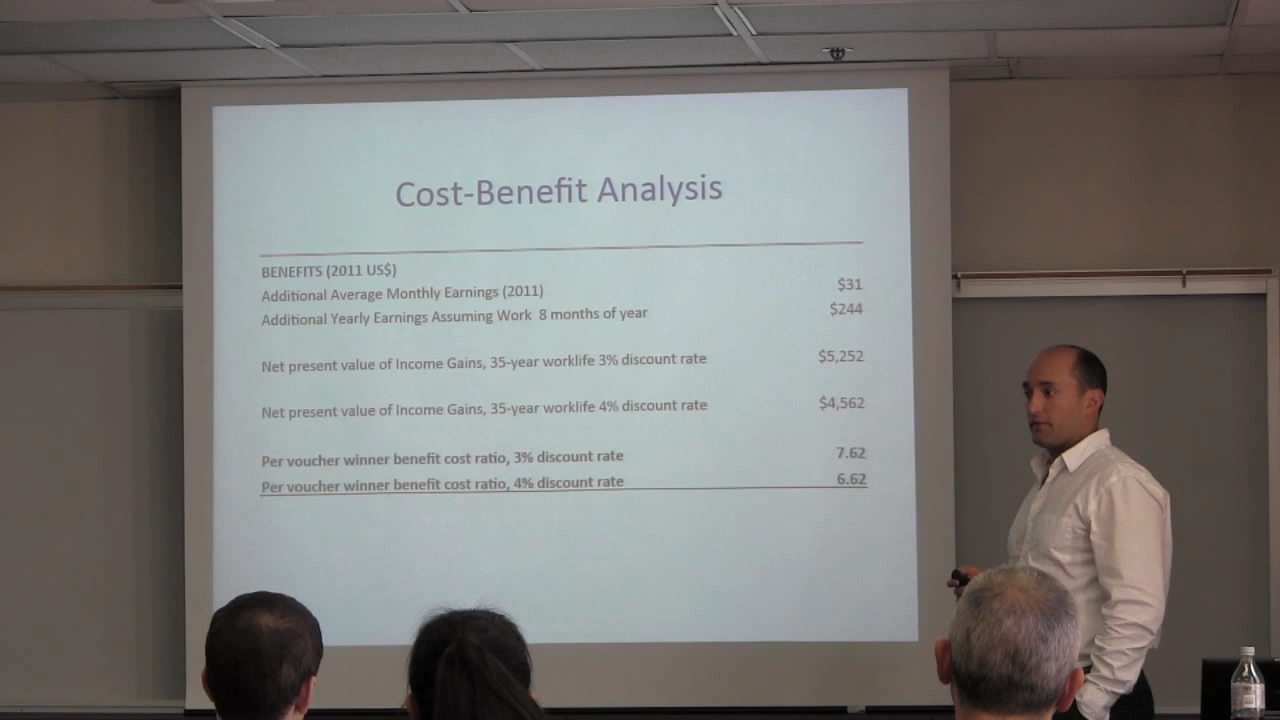 Cost-Benefit Analysis
BENEFITS (2011 US$)
Additional Average Monthly Earnings (2011) $31
Additional Yearly Earnings Assuming Work 8 months of year $244
Net present value of Income Gains, 35-year worklife 3% discount rate $5,252
Net present value of Income Gains, 35-year worklife 4% discount rate $4,562
Per voucher winner benefit cost ratio, 3% discount rate 7.62
Per voucher winner benefit cost ratio, 4% discount rate 6.62